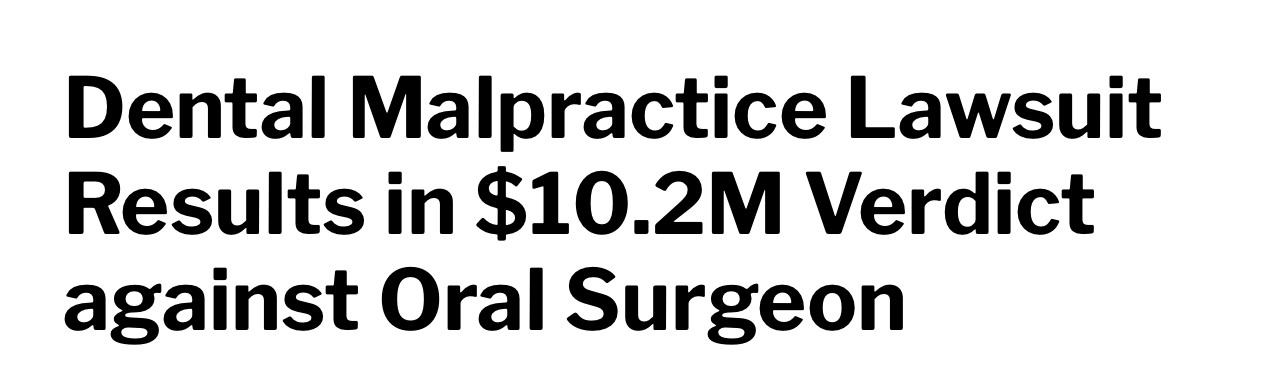 Dental Malpractice Lawsuit
Results in $10.2M Verdict
against Oral Surgeon